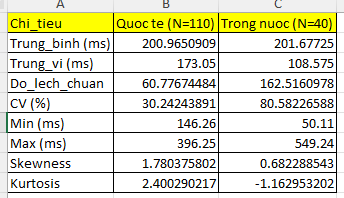 A B C
Chi_tieu Quoc te (N=110) Trong nuoc (N=40)
Trung_binh (ms) 200.9650909 201.67725
Trung_vi (ms) 173.05 108.575
Do_lech_chuan 60.77674484 162.5160978
CV (%) 30.24243891 80.58226588
Min (ms) 146.26 50.11
Max (ms) 396.25 549.24
Skewness 1.780375802 0.682288543
Kurtosis 2.400290217 -1.162953202